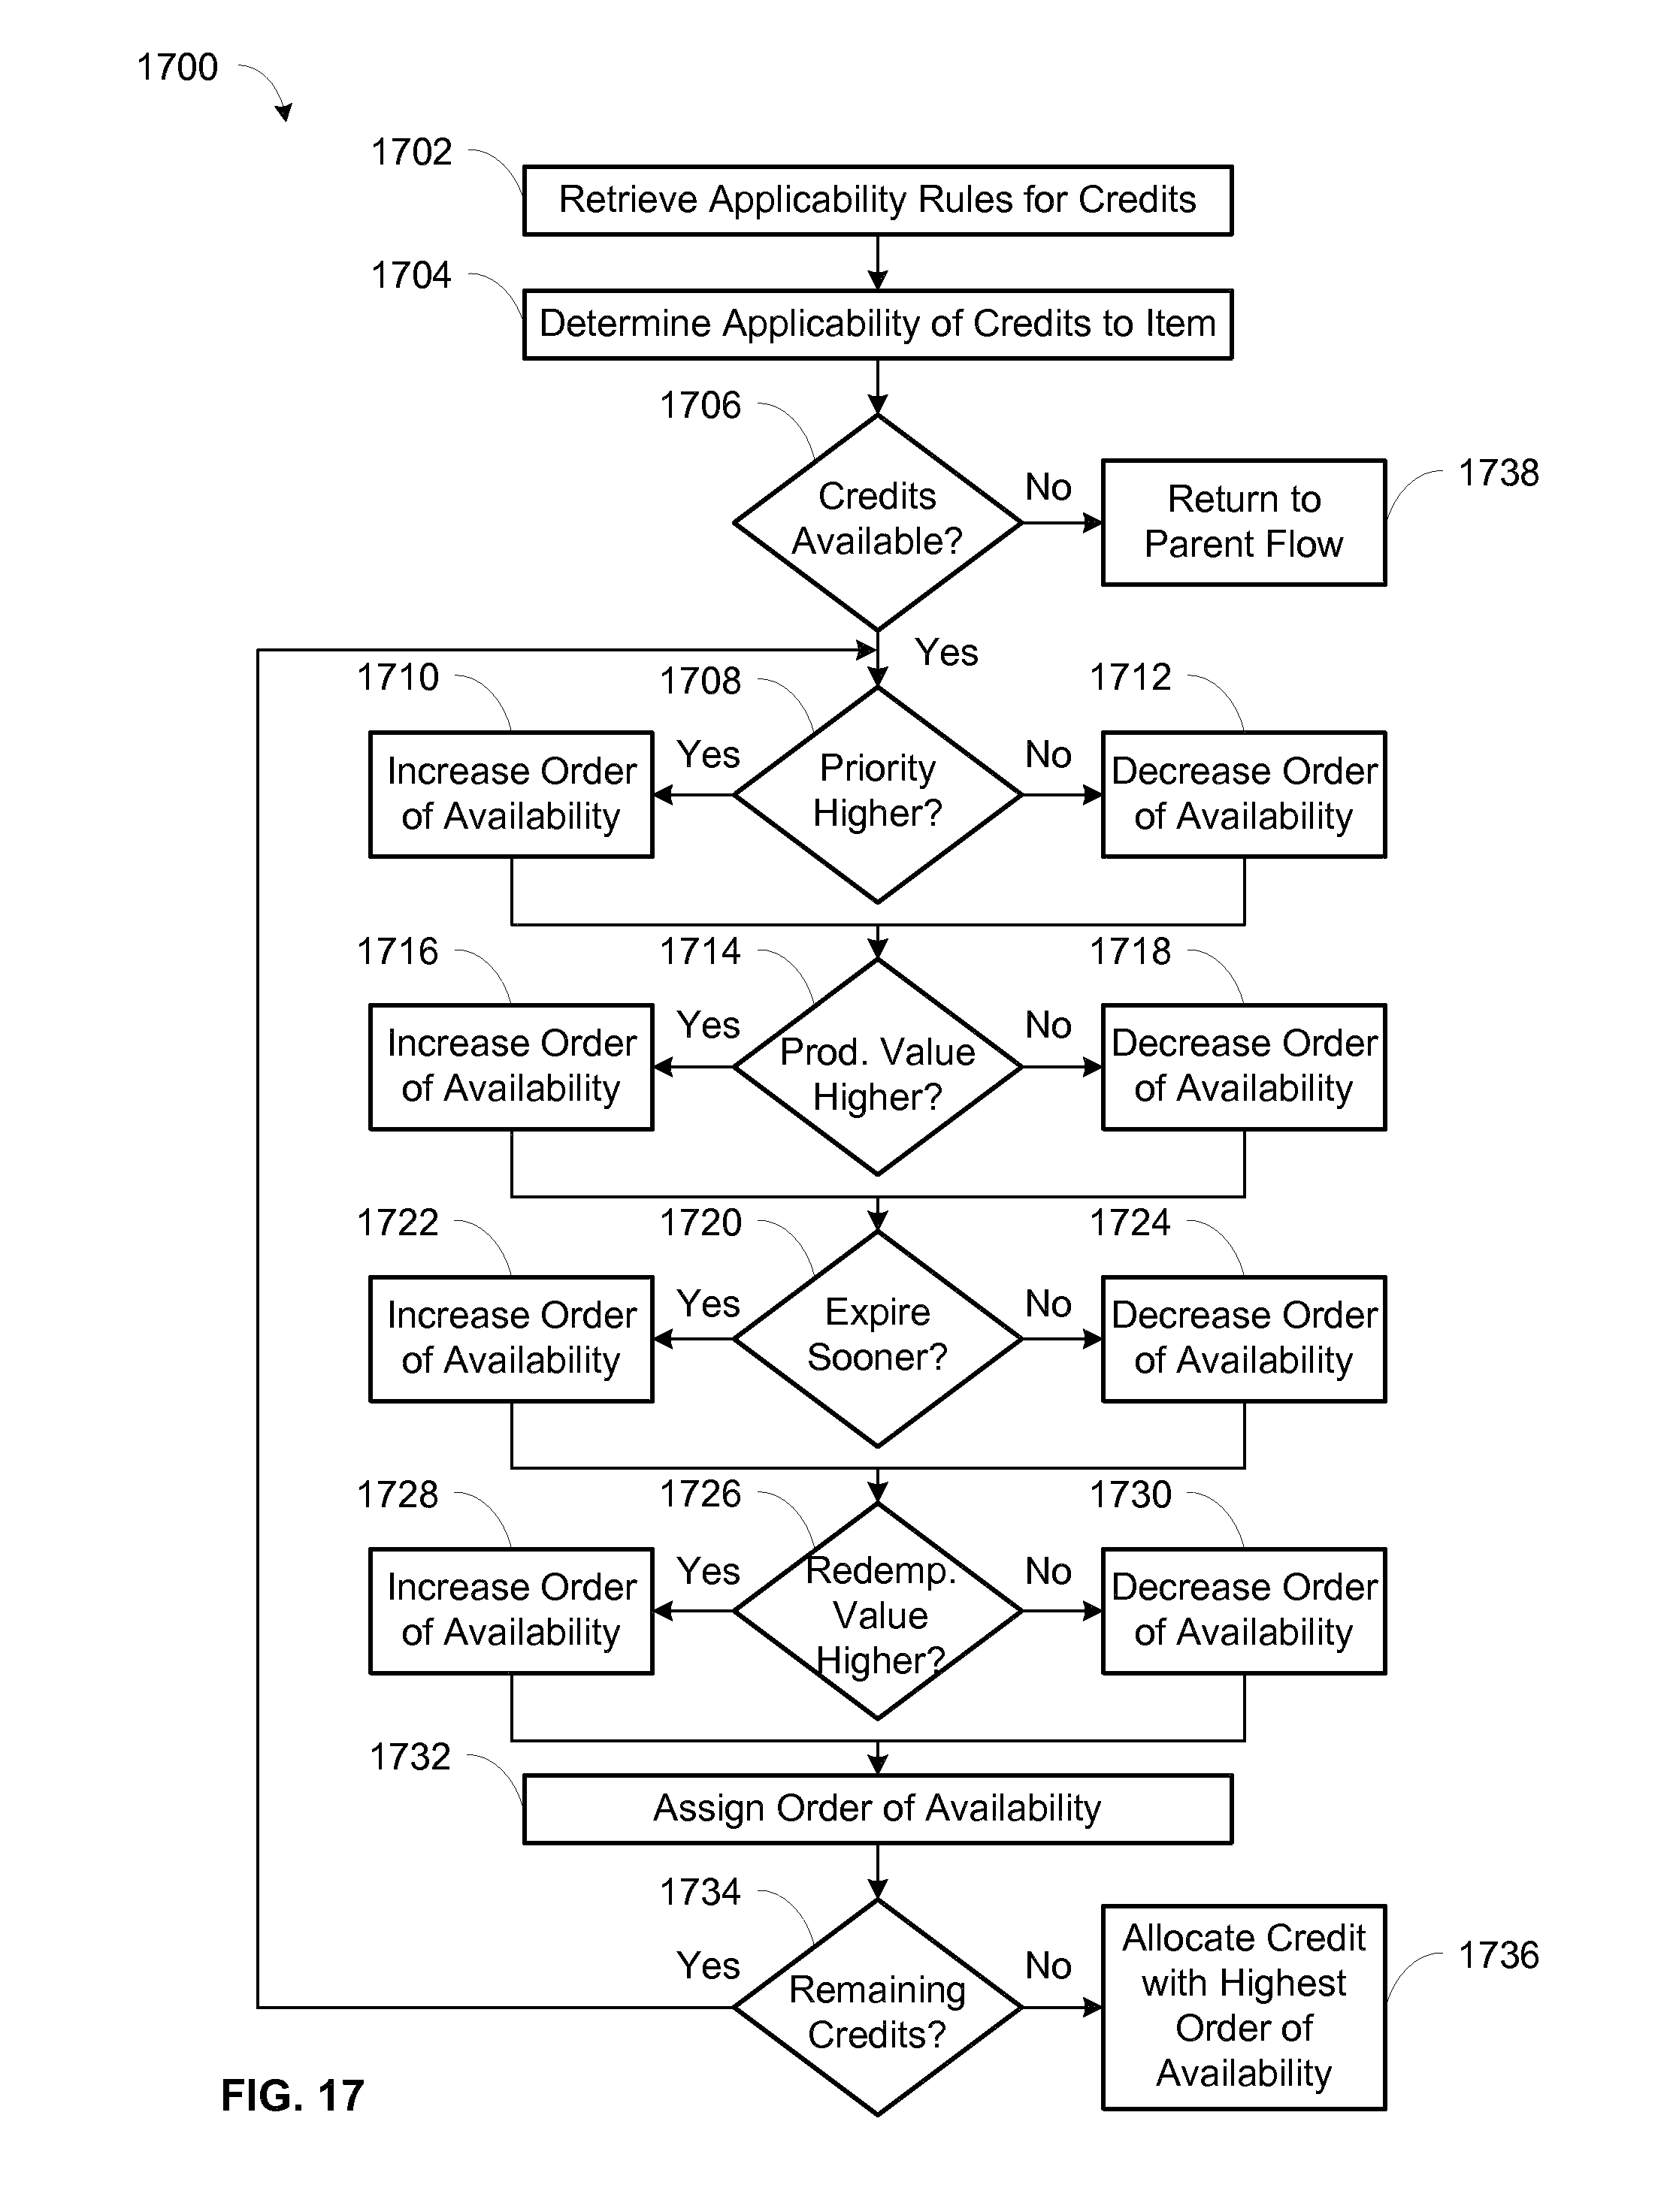 1700
1702
Retrieve Applicability Rules for Credits
1704
Determine Applicability of Credits to Item
1706
Credits
Available?
No
Return to
Parent Flow
1738
Yes
1710
1708
1712
Increase Order
of Availability
Yes
Priority
Higher?
No
Decrease Order
of Availability
1716
1714
1718
Increase Order
of Availability
Yes
Prod. Value
Higher?
No
Decrease Order
of Availability
1722
1720
1724
Increase Order
of Availability
Yes
Expire
Sooner?
No
Decrease Order
of Availability
1728
1726
1730
Increase Order
of Availability
Yes
Redemp.
Value
Higher?
No
Decrease Order
of Availability
1732
Assign Order of Availability
1734
Yes
Remaining
Credits?
No
Allocate Credit
with Highest
Order of
Availability
1736
FIG. 17